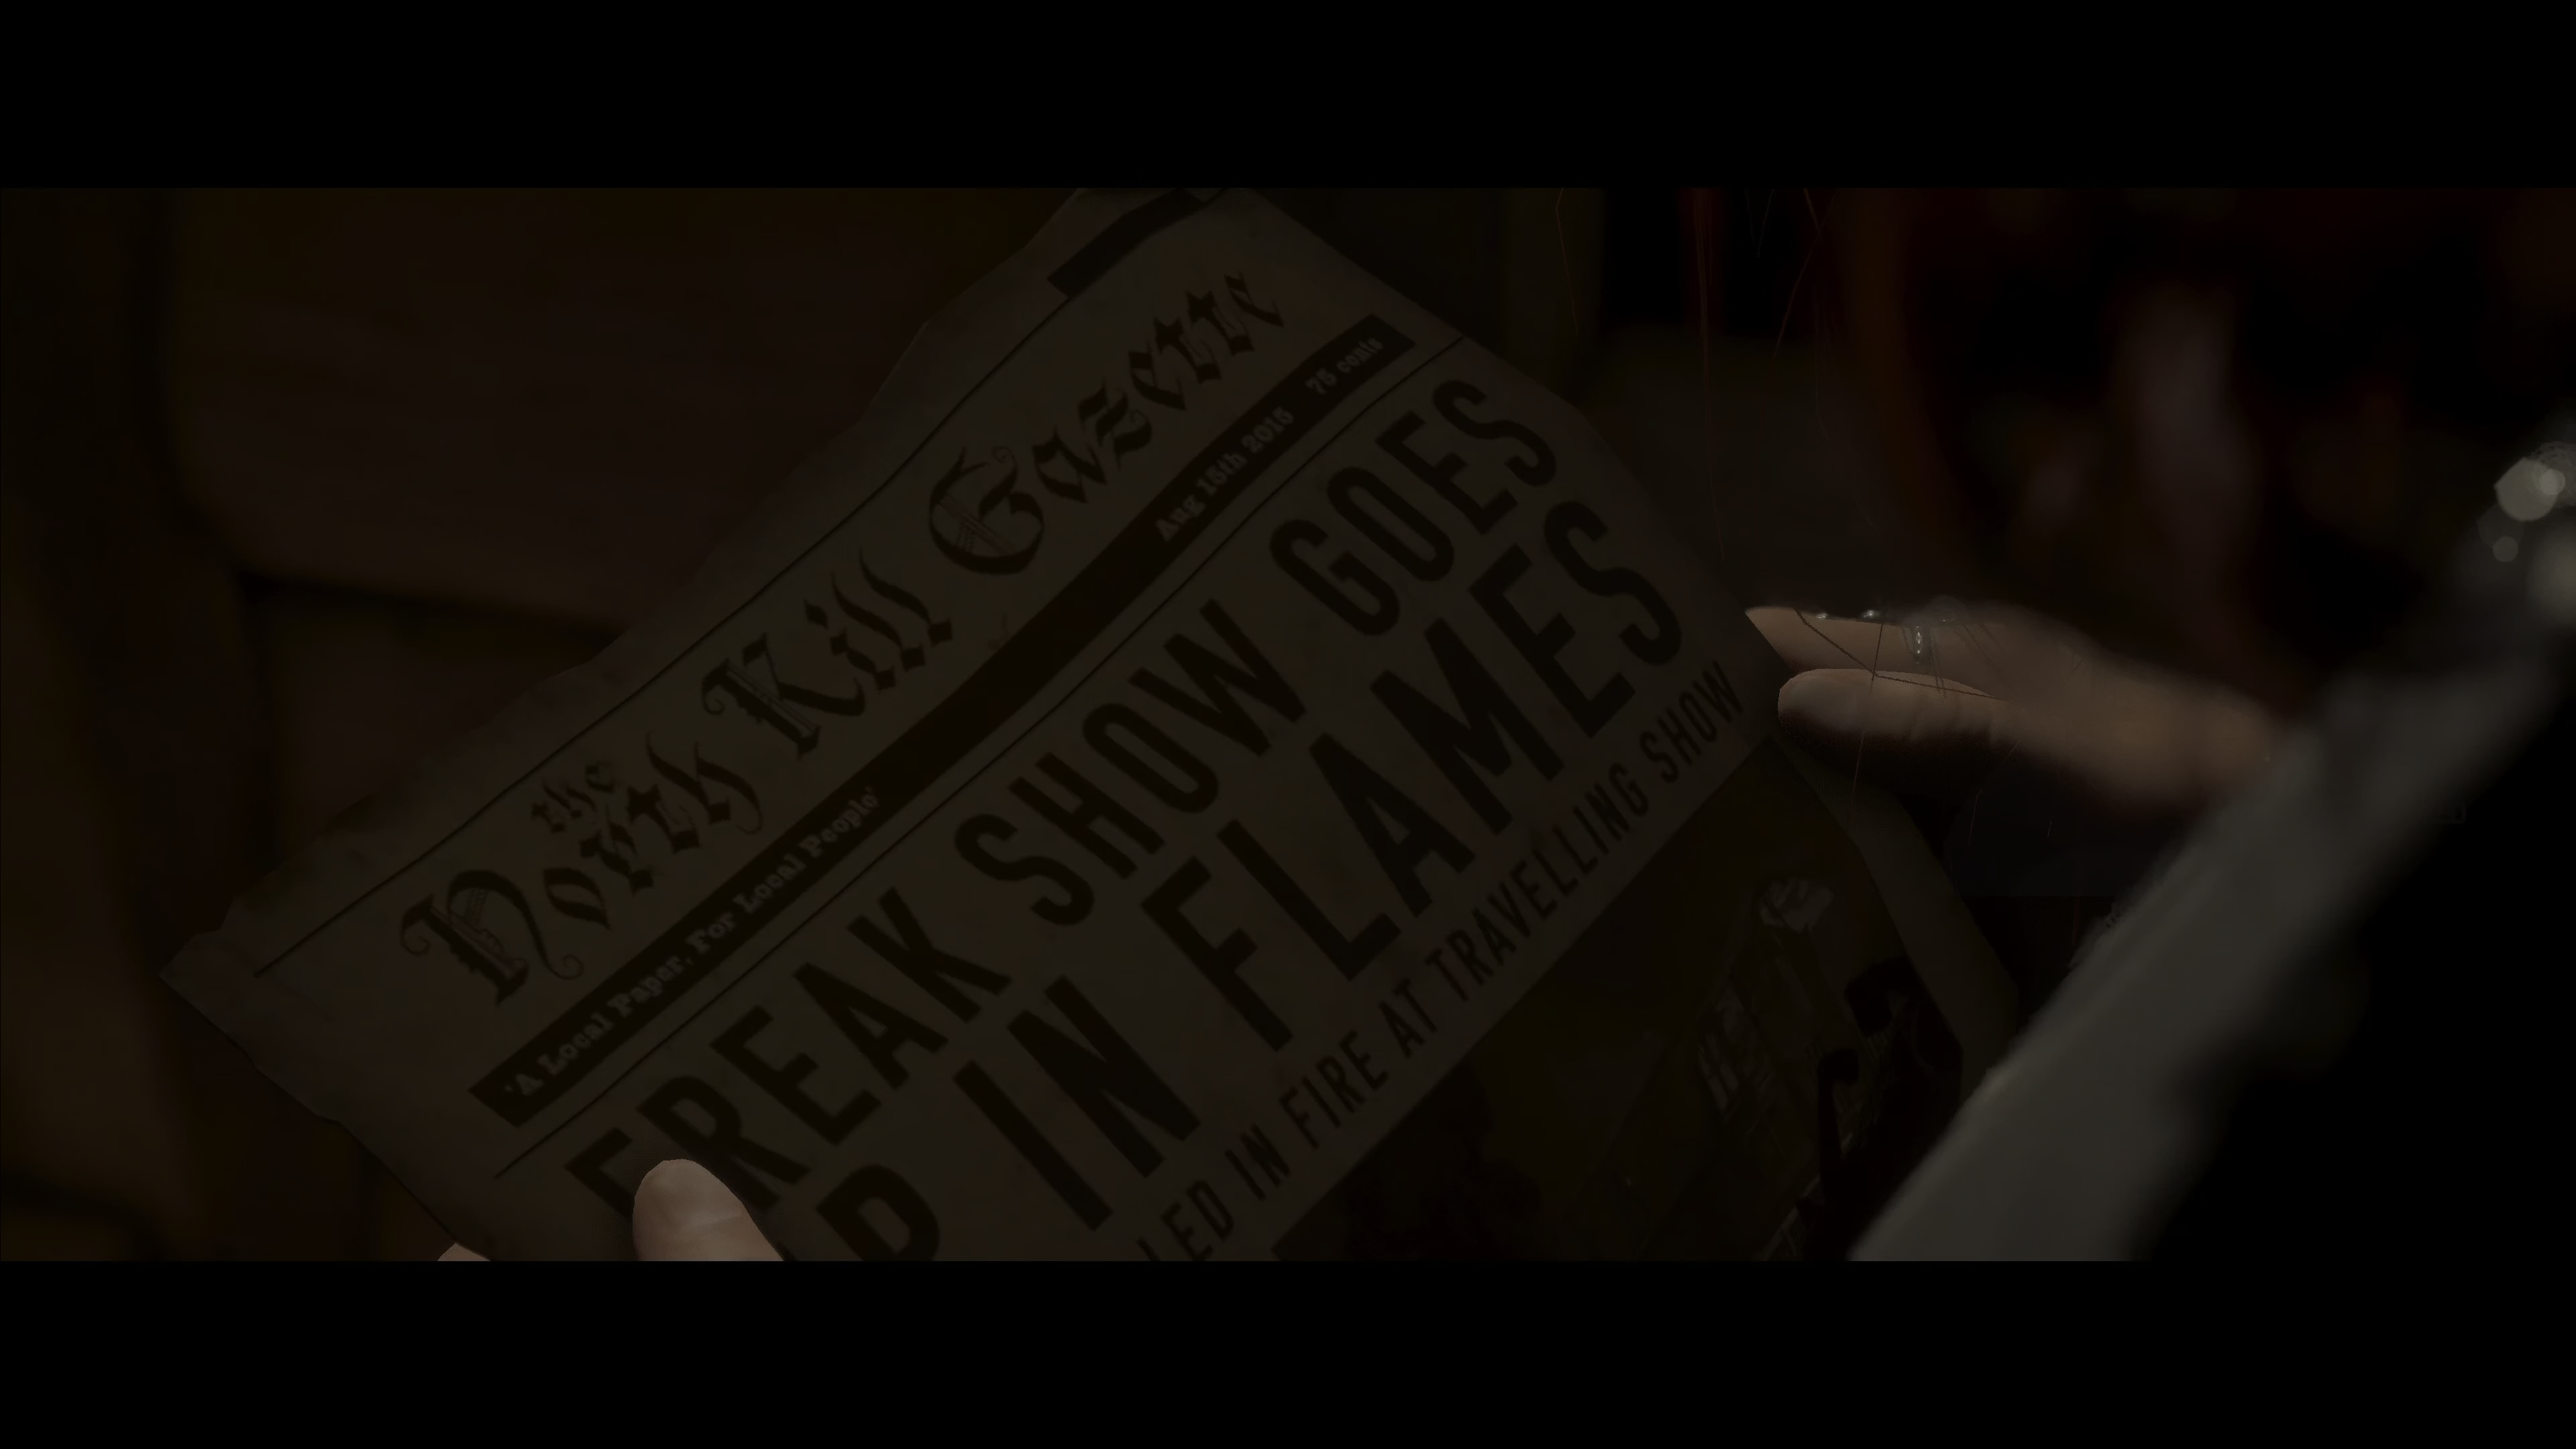 the
North Kill Gazette
'A Local Paper, For Local People' Aug 15th 2015 75 cents
FREAK SHOW GOES
IN FLAMES
IN FIRE AT TRAVELLING SHOW